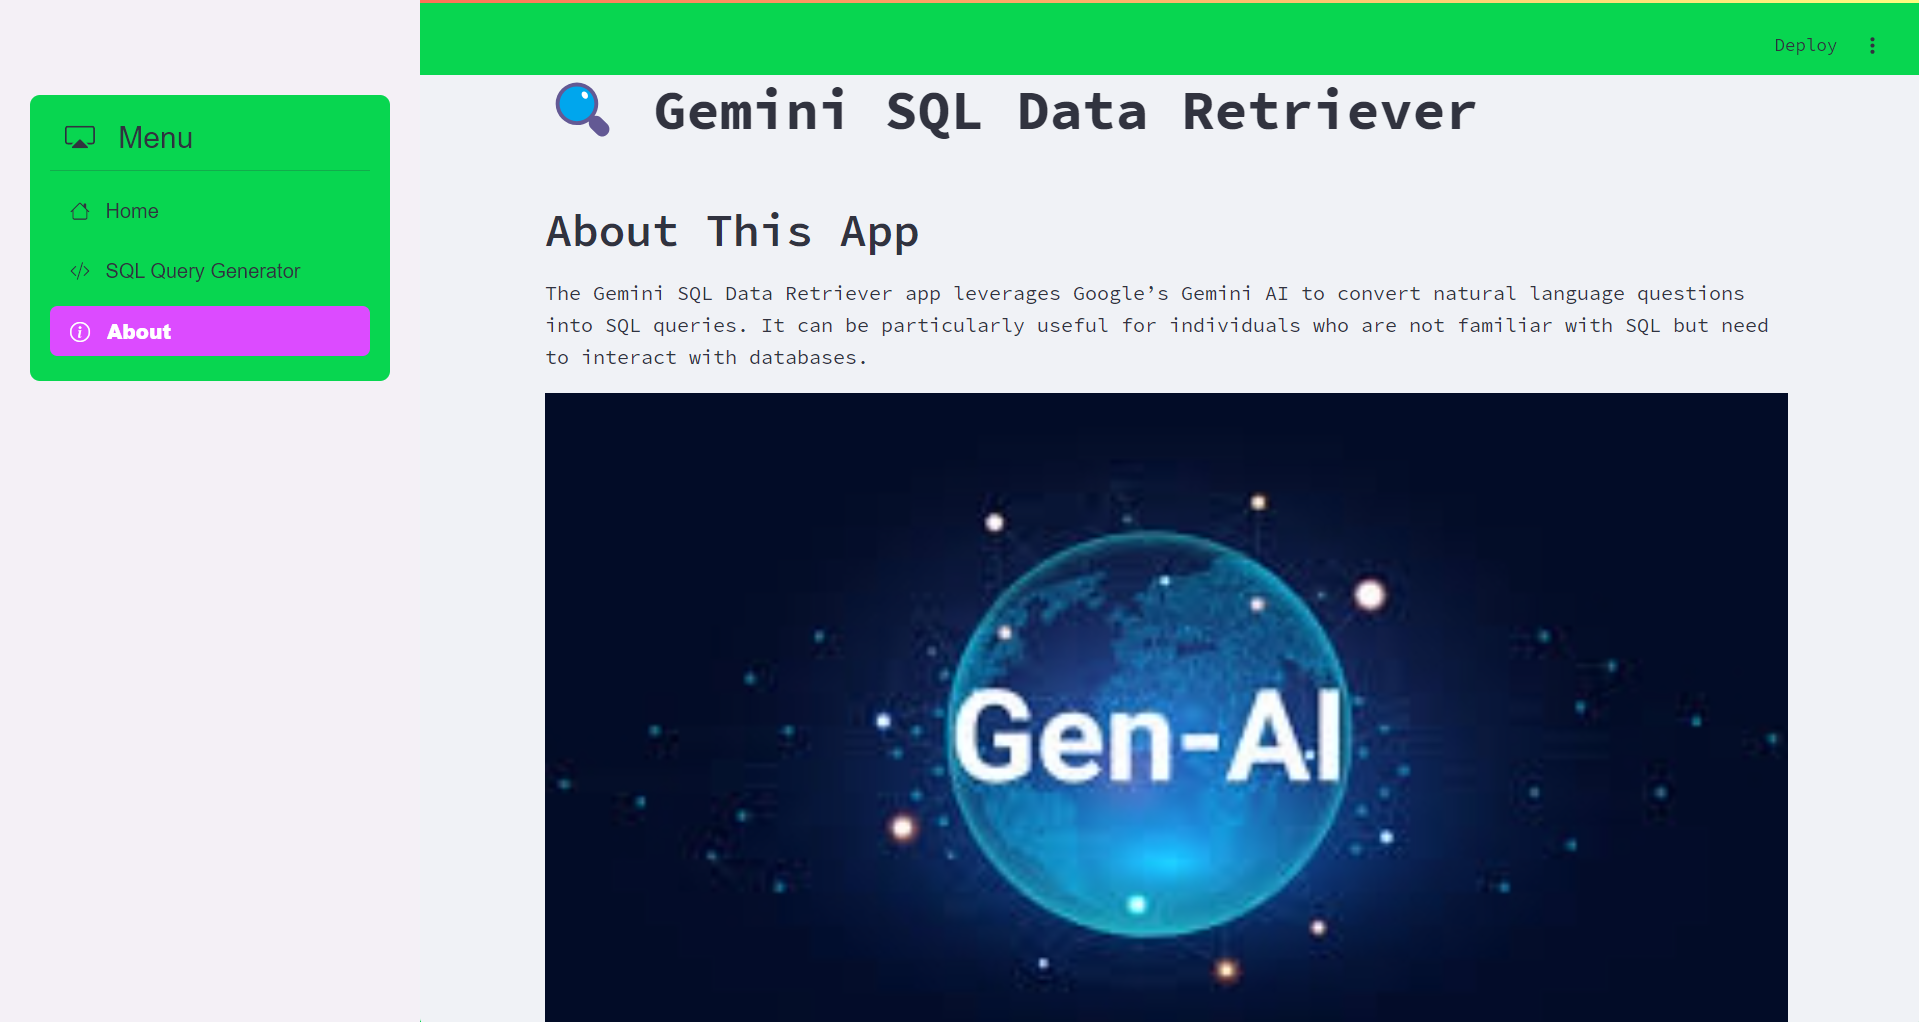 Deploy
Menu
Home
SQL Query Generator
About
Gemini SQL Data Retriever
About This App
The Gemini SQL Data Retriever app leverages Google’s Gemini AI to convert natural language questions
into SQL queries. It can be particularly useful for individuals who are not familiar with SQL but need
to interact with databases.
Gen-AI